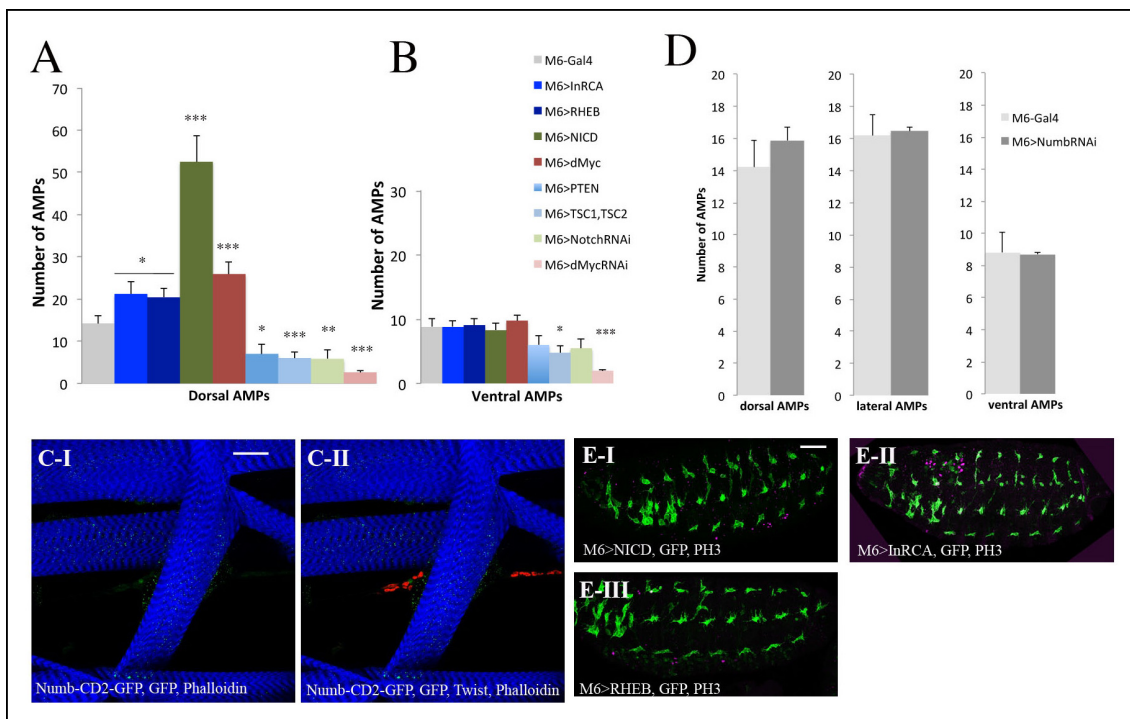 A
B
D
70
60
50
40
30
20
10
0
Number of AMPs
***
*
***
*
***
**
***
Dorsal AMPs
30
20
10
0
Number of AMPs
*
***
Ventral AMPs
M6-Gal4
M6>InRCA
M6>RHEB
M6>NICD
M6>dMyc
M6>PTEN
M6>TSC1,TSC2
M6>NotchRNAi
M6>dMycRNAi
Number of AMPs
20
18
16
14
12
10
8
6
4
2
0
dorsal AMPs
20
18
16
14
12
10
8
6
4
2
0
lateral AMPs
20
18
16
14
12
10
8
6
4
2
0
ventral AMPs
M6-Gal4
M6>NumbRNAi
C-I
Numb-CD2-GFP, GFP, Phalloidin
C-II
Numb-CD2-GFP, GFP, Twist, Phalloidin
E-I
M6>NICD, GFP, PH3
E-II
M6>InRCA, GFP, PH3
E-III
M6>RHEB, GFP, PH3